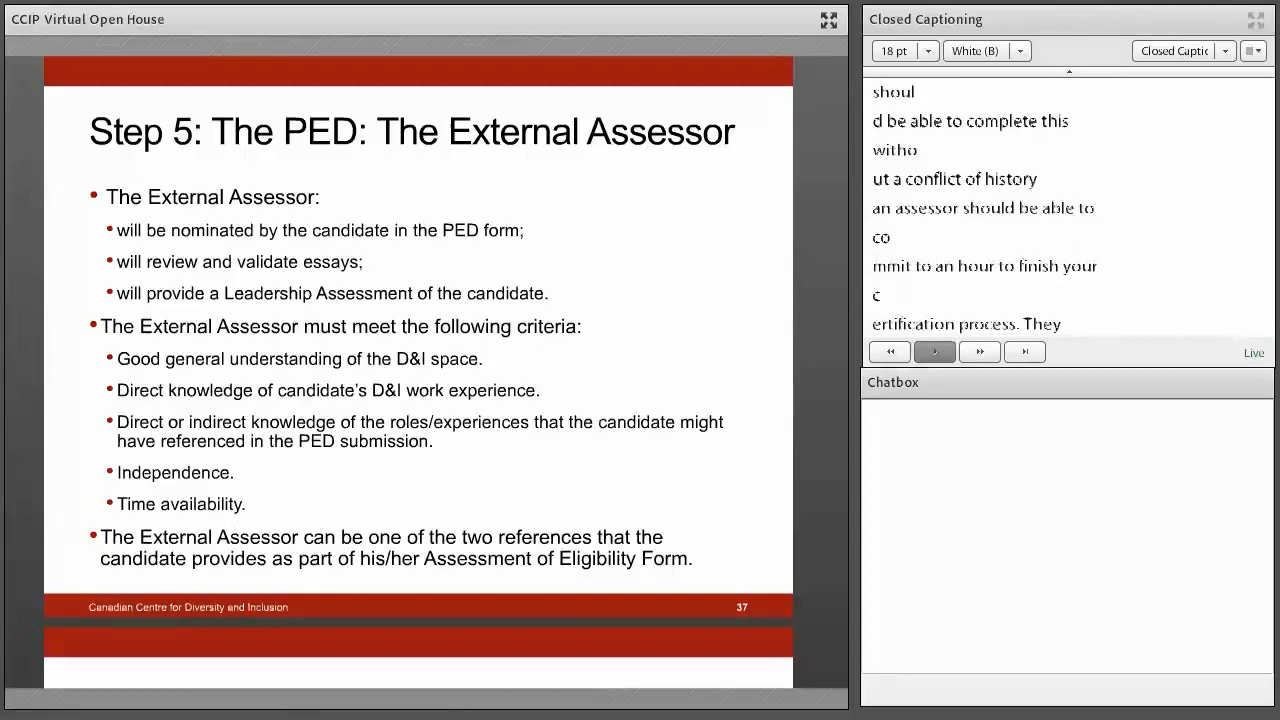 CCIP Virtual Open House
Step 5: The PED: The External Assessor
• The External Assessor:
• will be nominated by the candidate in the PED form;
• will review and validate essays;
• will provide a Leadership Assessment of the candidate.
• The External Assessor must meet the following criteria:
• Good general understanding of the D&I space.
• Direct knowledge of candidate's D&I work experience.
• Direct or indirect knowledge of the roles/experiences that the candidate might
have referenced in the PED submission.
• Independence.
• Time availability.
• The External Assessor can be one of the two references that the
candidate provides as part of his/her Assessment of Eligibility Form.
Canadian Centre for Diversity and Inclusion 37
Closed Captioning
18 pt White (B) Closed Captic
shoul
d be able to complete this
witho
ut a conflict of history
an assessor should be able to
co
mmit to an hour to finish your
c
ertification process. They
Live
Chatbox